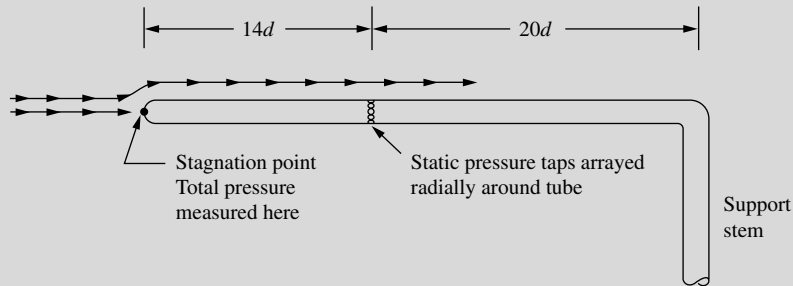 14d
20d
Stagnation point
Total pressure
measured here
Static pressure taps arrayed
radially around tube
Support
stem